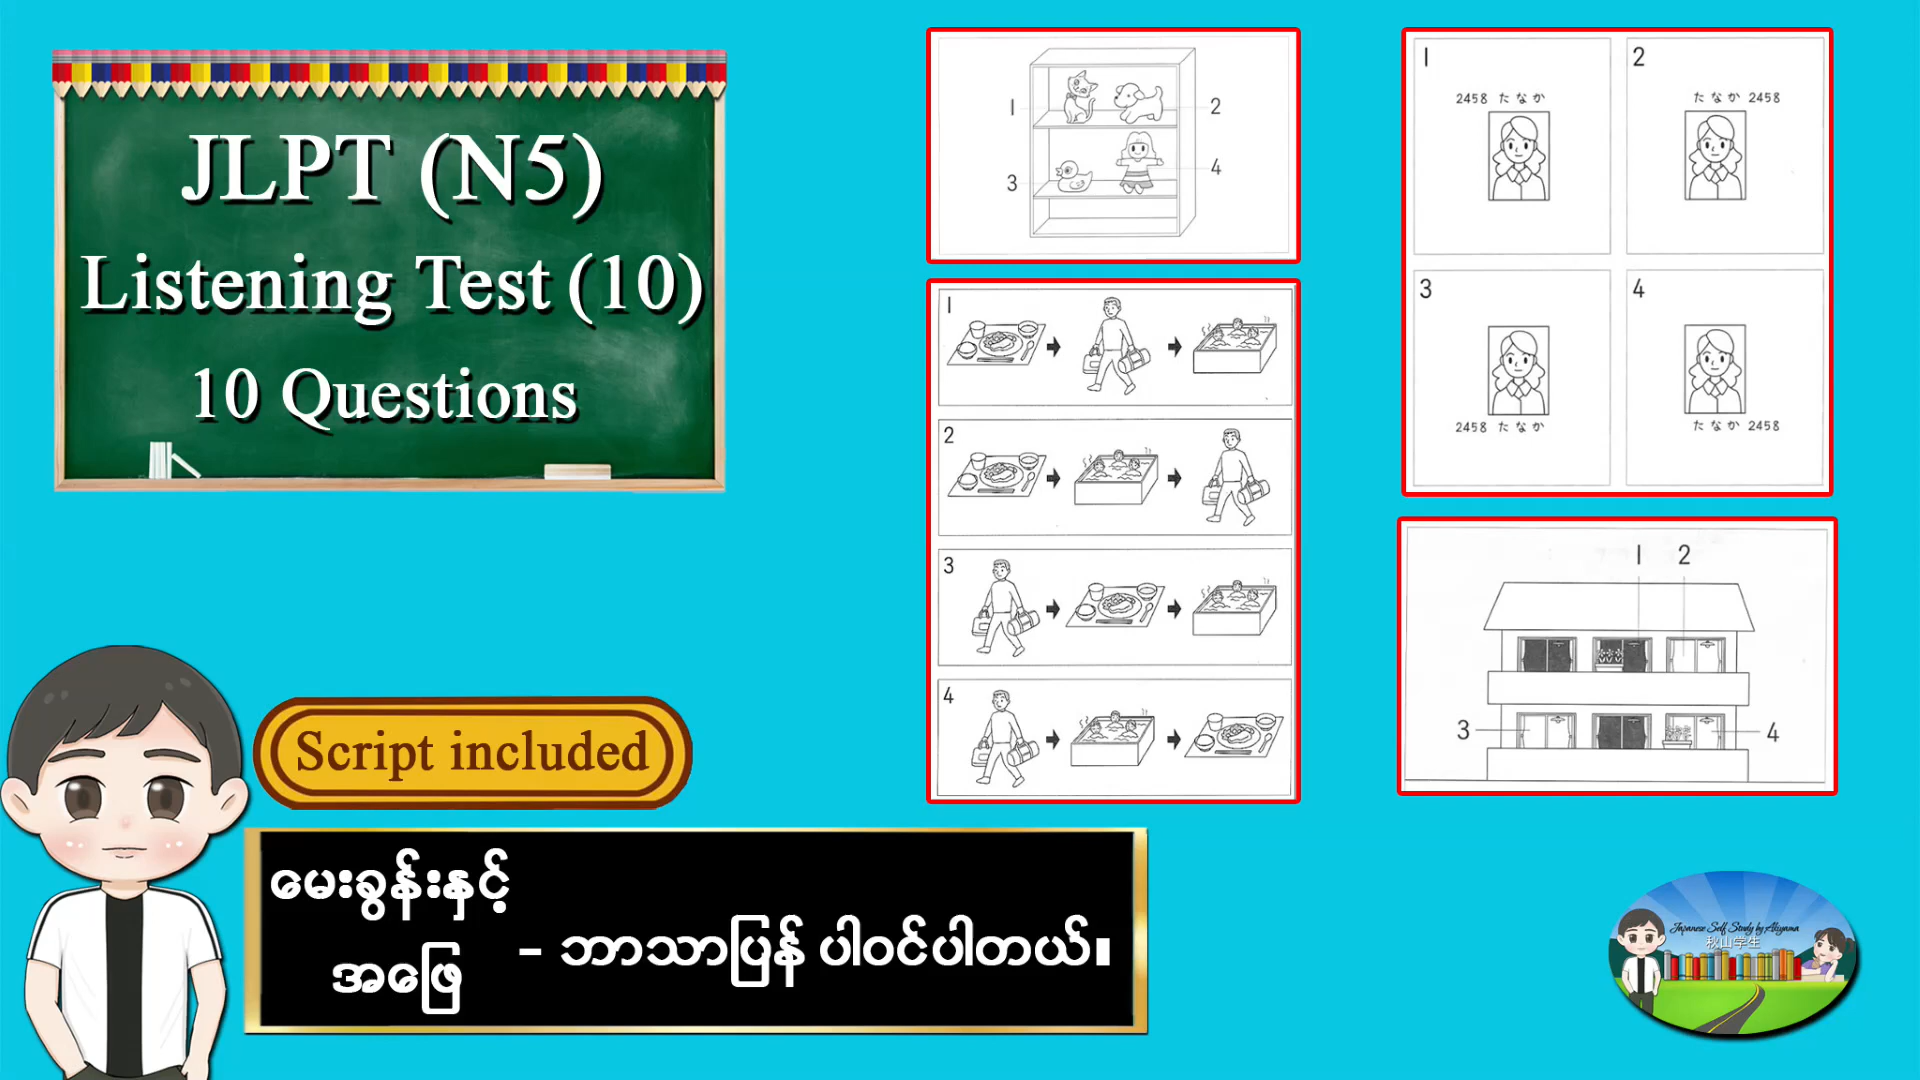 JLPT (N5)
Listening Test (10)
10 Questions
Script included
မေးခွန်းနှင့်
အဖြေ
- ဘာသာပြန် ပါဝင်ပါတယ်။
1
2
3
4
1
2
3
4
1
2458 たなか
2
たなか 2458
3
2458 たなか
4
たなか 2458
1 2
3
4
Japanese Self Study by Akiyama
秋山学生